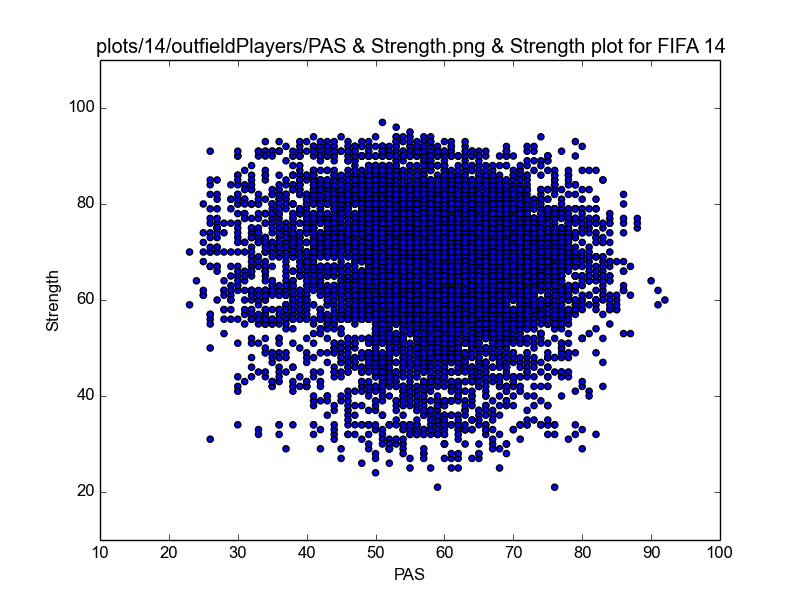 plots/14/outfieldPlayers/PAS & Strength.png & Strength plot for FIFA 14
100
80
60
40
20
Strength
10 20 30 40 50 60 70 80 90 100
PAS